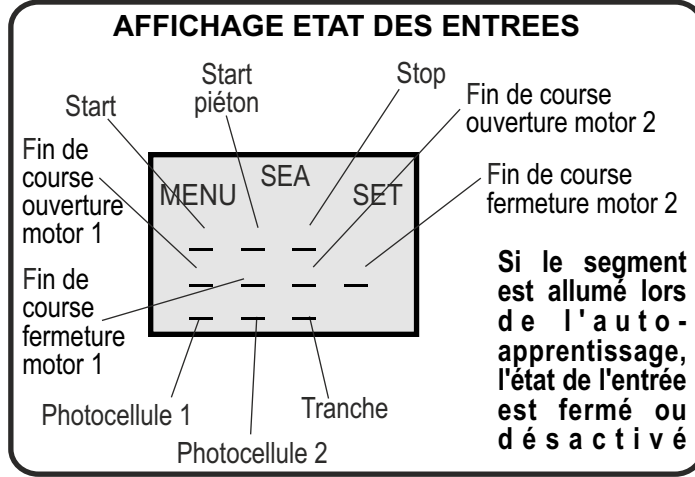 AFFICHAGE ETAT DES ENTREES
Start
Start
piéton
Stop
Fin de course
ouverture motor 2
Fin de
course
ouverture
motor 1
MENU
SEA
SET
Fin de course
fermeture motor 2
Fin de
course
fermeture
motor 1
Photocellule 1
Photocellule 2
Tranche
Si le segment
est allumé lors
de l'auto-
apprentissage,
l'état de l'entrée
est fermé ou
désactivé